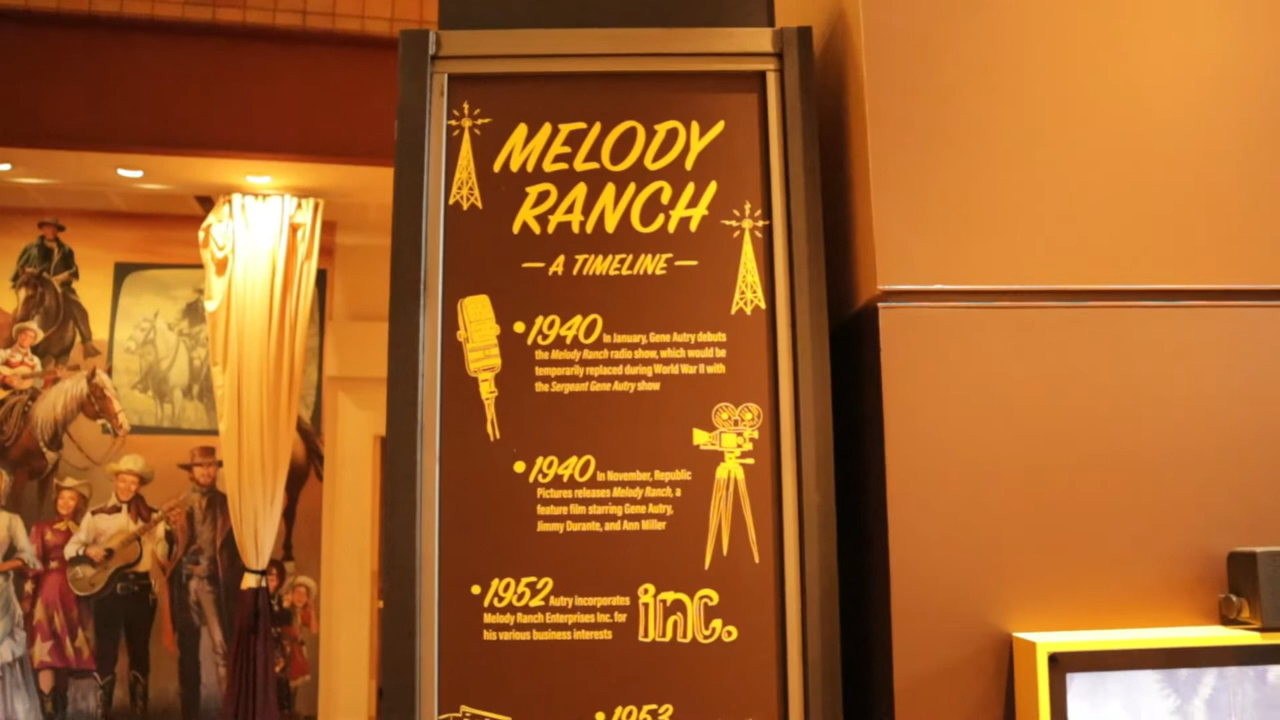 MELODY
RANCH
— A TIMELINE —
• 1940 In January, Gene Autry debuts
the Melody Ranch radio show, which would be
temporarily replaced during World War II with
the Sergeant Gene Autry show
• 1940 In November, Republic
Pictures releases Melody Ranch, a
feature film starring Gene Autry,
Jimmy Durante, and Ann Miller
• 1952 Autry incorporates
Melody Ranch Enterprises Inc. for
his various business interests
inc.
• 1953